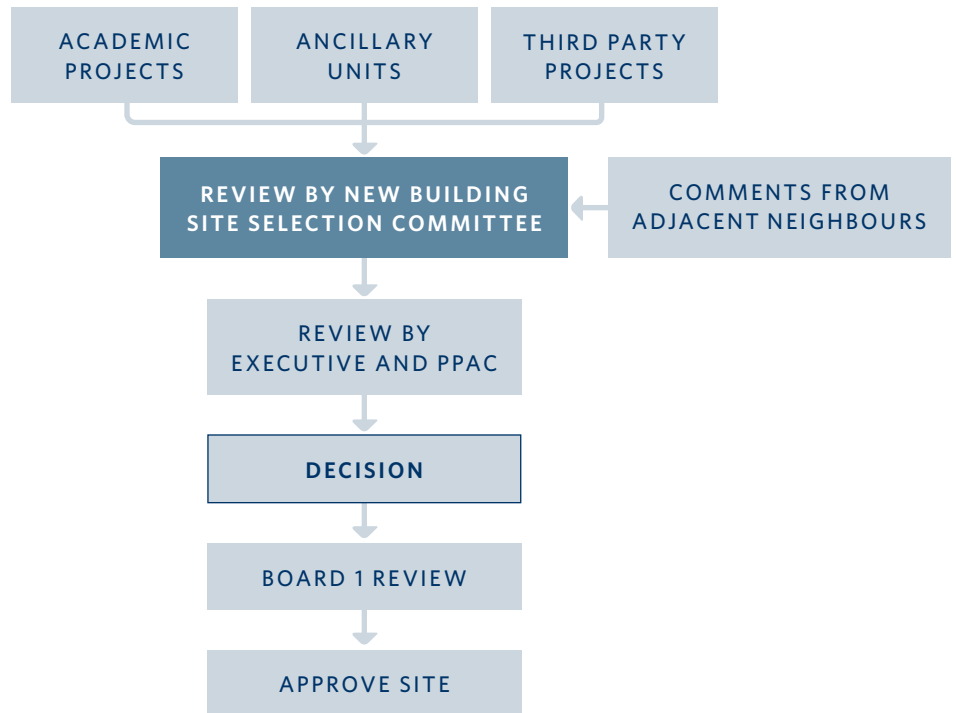 ACADEMIC
PROJECTS
ANCILLARY
UNITS
THIRD PARTY
PROJECTS
REVIEW BY NEW BUILDING
SITE SELECTION COMMITTEE
COMMENTS FROM
ADJACENT NEIGHBOURS
REVIEW BY
EXECUTIVE AND PPAC
DECISION
BOARD 1 REVIEW
APPROVE SITE